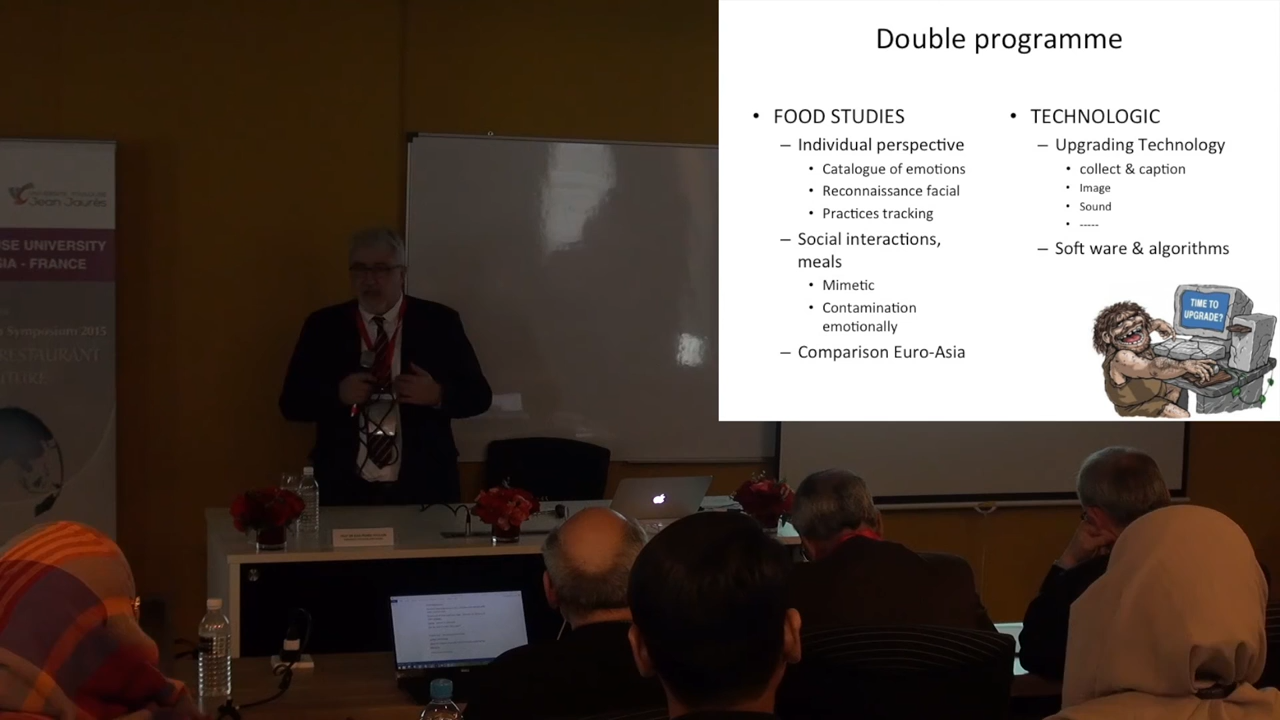 Double programme
• FOOD STUDIES
– Individual perspective
• Catalogue of emotions
• Reconnaissance facial
• Practices tracking
– Social interactions,
meals
• Mimetic
• Contamination
emotionally
– Comparison Euro-Asia
• TECHNOLOGIC
– Upgrading Technology
• collect & caption
• Image
• Sound
• -----
– Soft ware & algorithms
TIME TO
UPGRADE?
Jean Jaurès
SE UNIVERSITY
SIA - FRANCE
Symposium 2015
RESTAURANT